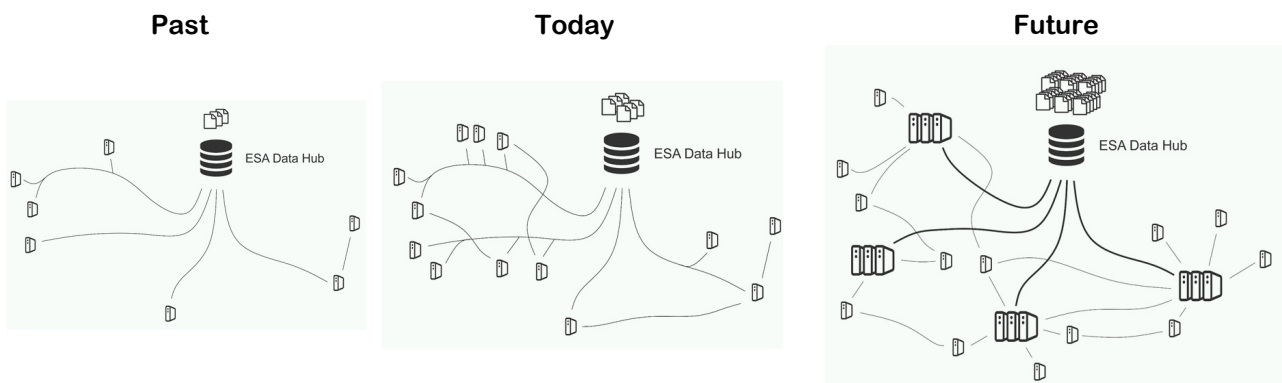 Past
Today
Future
ESA Data Hub
ESA Data Hub
ESA Data Hub